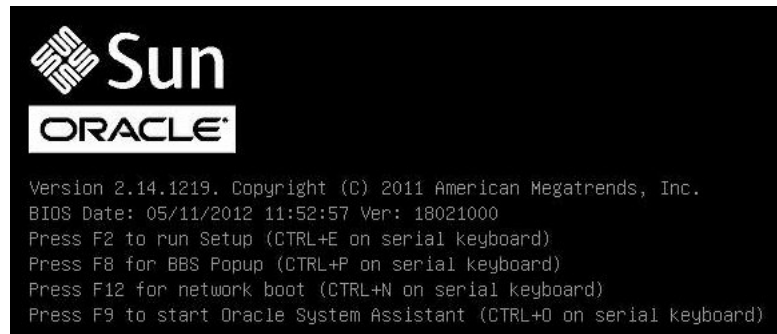 Sun
ORACLE
Version 2.14.1219. Copyright (C) 2011 American Megatrends, Inc.
BIOS Date: 05/11/2012 11:52:57 Ver: 18021000
Press F2 to run Setup (CTRL+E on serial keyboard)
Press F8 for BBS Popup (CTRL+P on serial keyboard)
Press F12 for network boot (CTRL+N on serial keyboard)
Press F9 to start Oracle System Assistant (CTRL+O on serial keyboard)